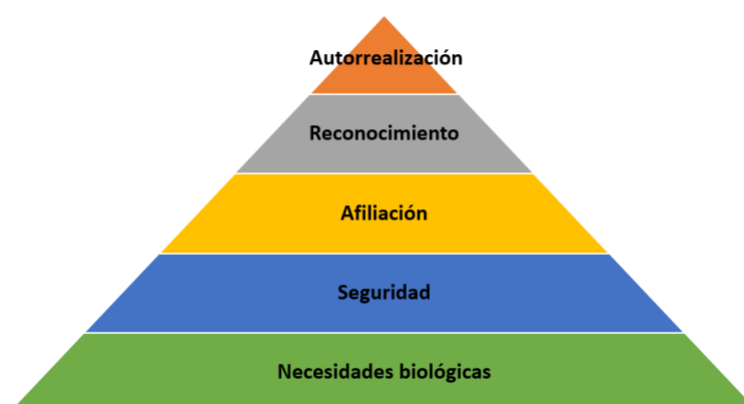 Autorrealización
Reconocimiento
Afiliación
Seguridad
Necesidades biológicas